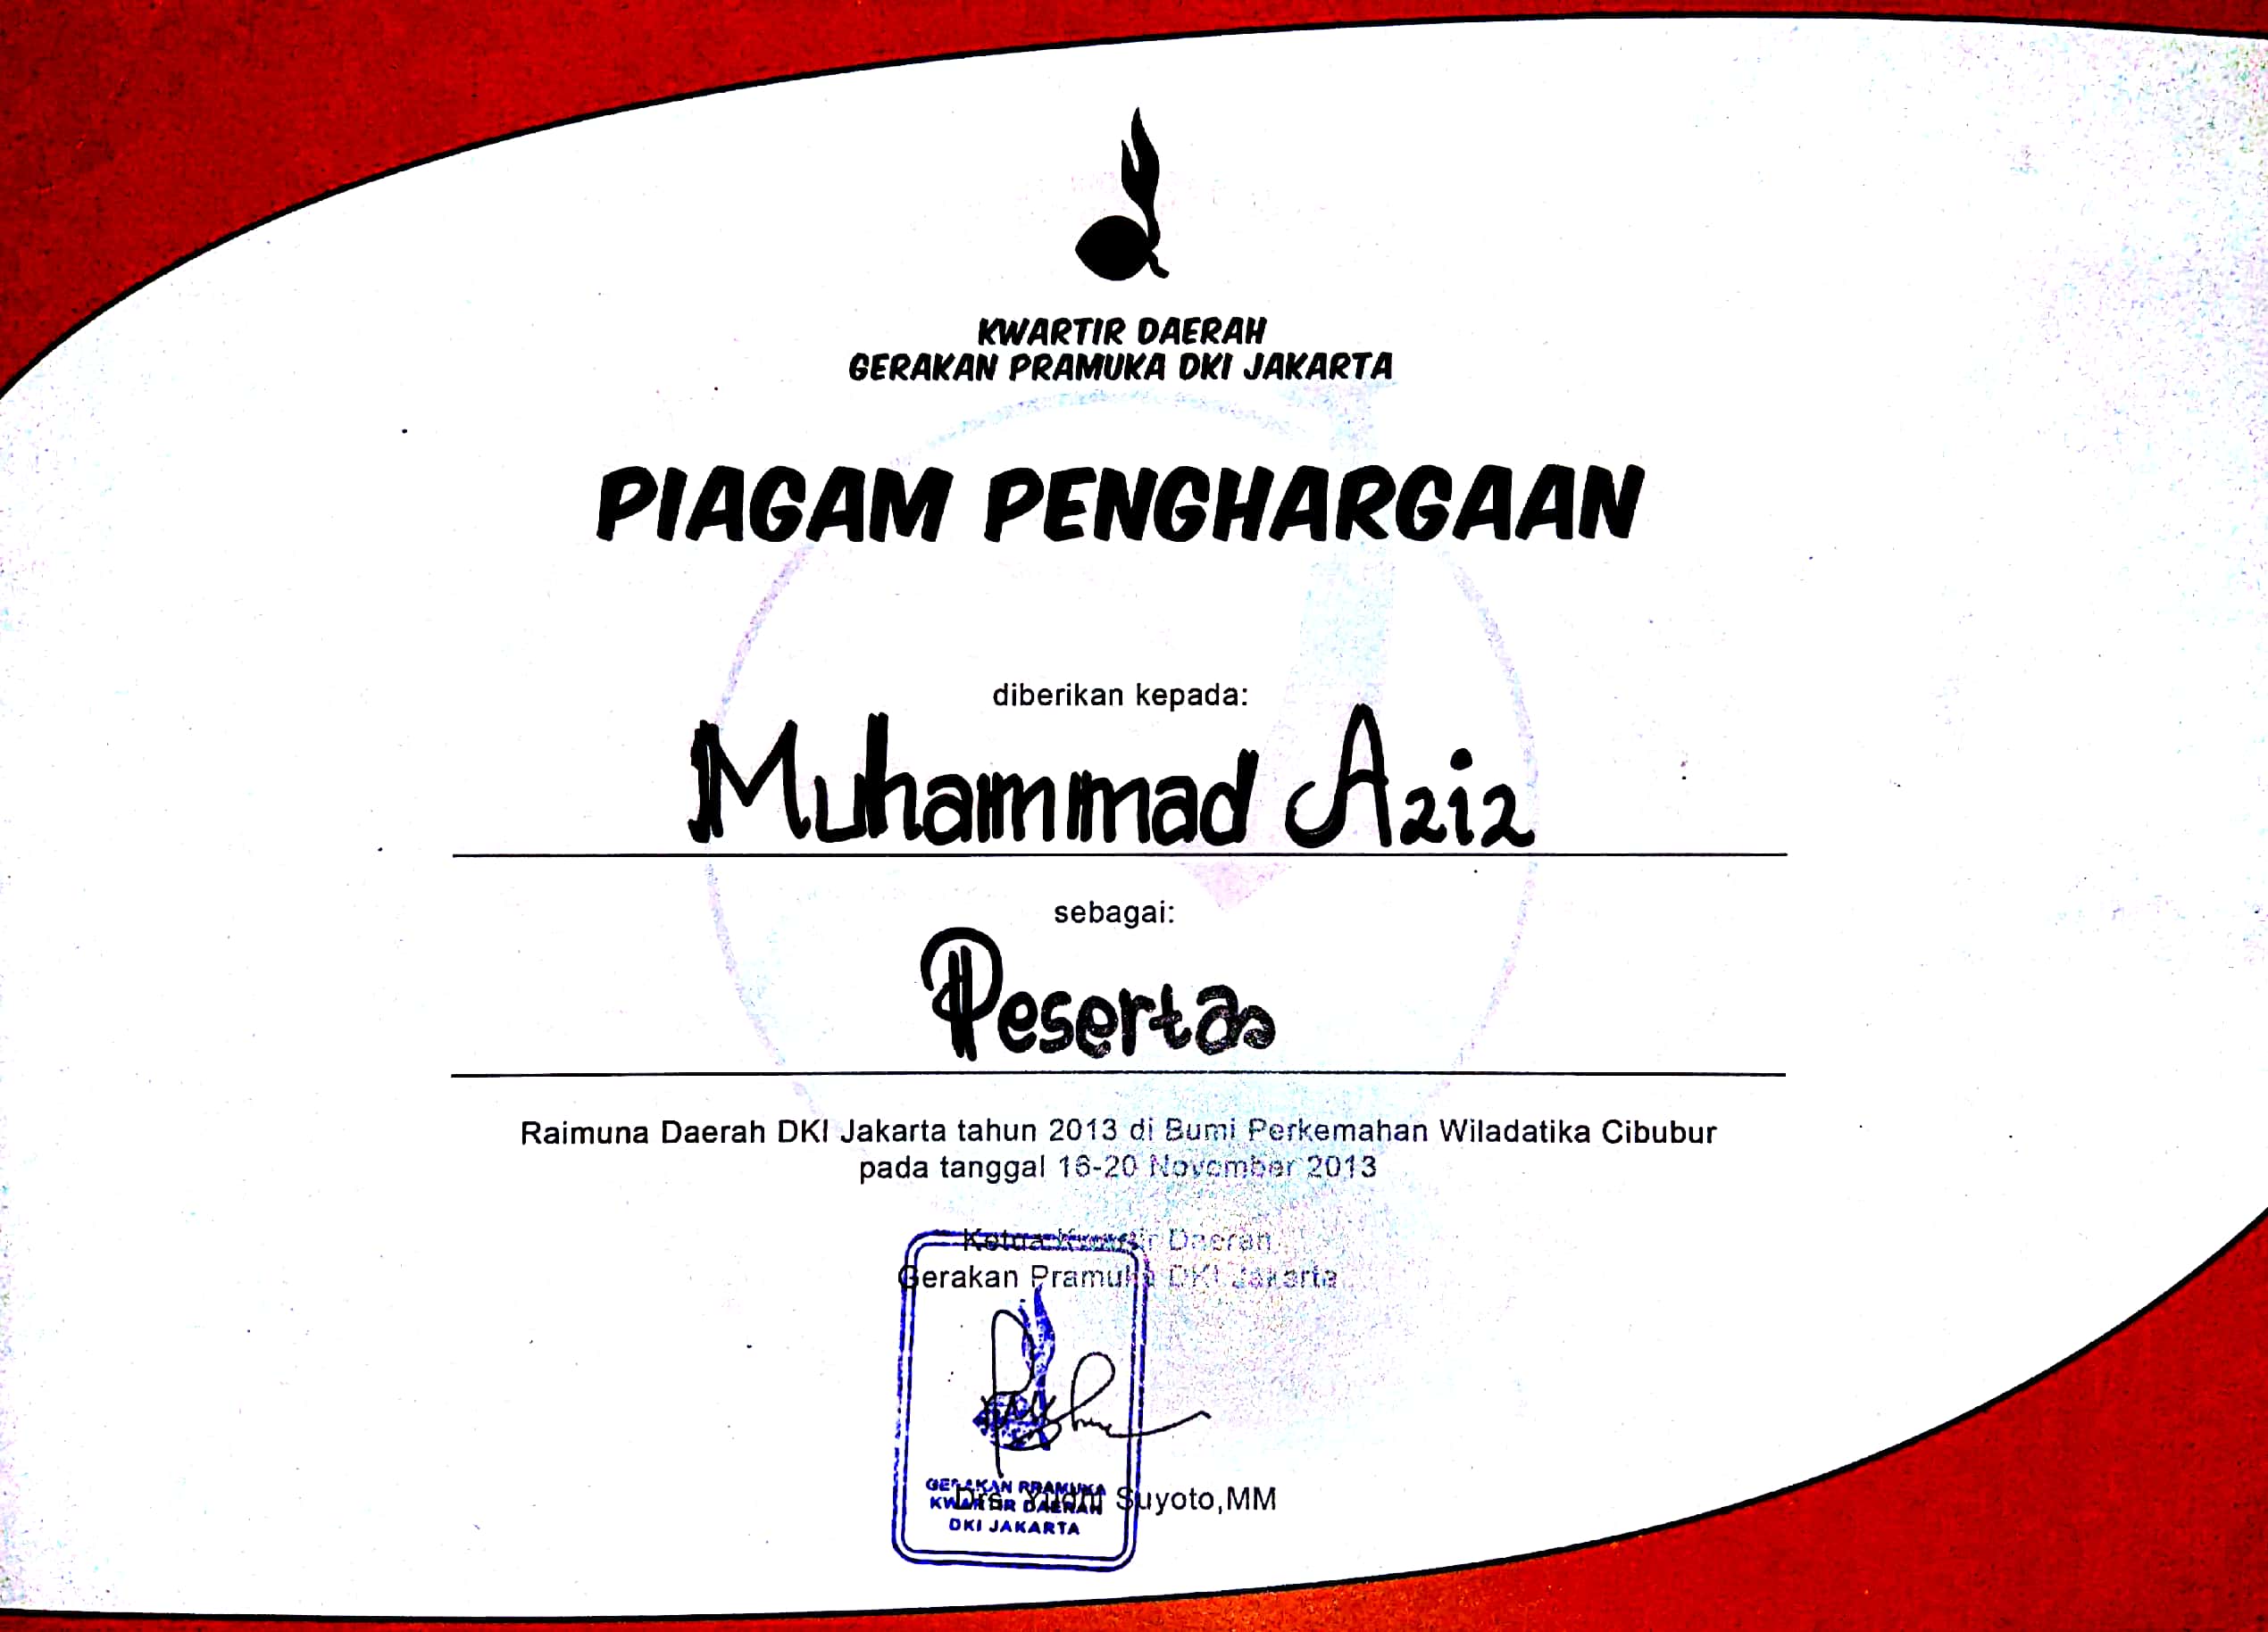 KWARTIR DAERAH
GERAKAN PRAMUKA DKI JAKARTA
PIAGAM PENGHARGAAN
diberikan kepada:
Muhammad Aziz
sebagai:
Peserta
Raimuna Daerah DKI Jakarta tahun 2013 di Bumi Perkemahan Wiladatika Cibubur
pada tanggal 16-20 November 2013
Ketua Kwartir Daerah
Gerakan Pramuka DKI Jakarta
GERAKAN PRAMUKA
KWARTIR DAERAH
DKI JAKARTA
Drs. Yudhi Suyoto,MM